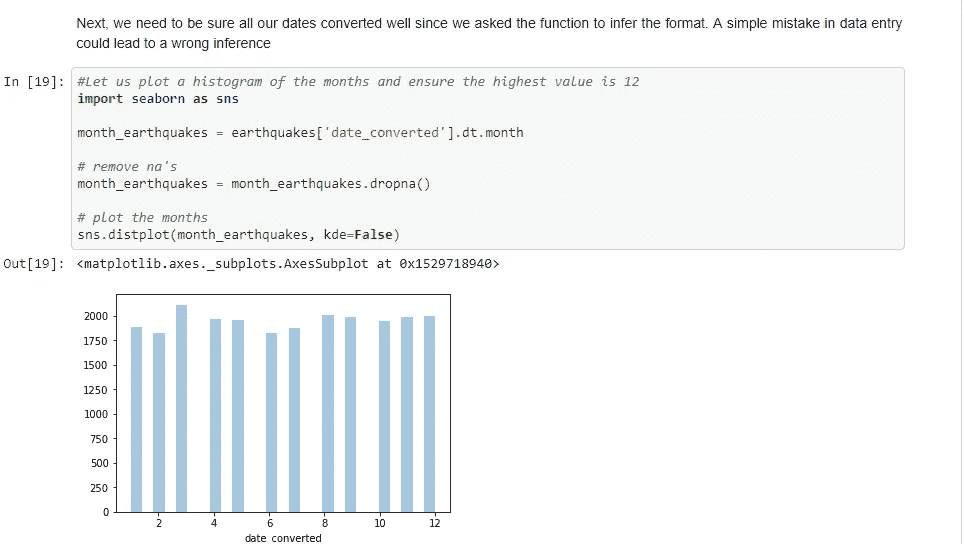 Next, we need to be sure all our dates converted well since we asked the function to infer the format. A simple mistake in data entry
could lead to a wrong inference
In [19]: #Let us plot a histogram of the months and ensure the highest value is 12
import seaborn as sns
month_earthquakes = earthquakes['date_converted'].dt.month
# remove na's
month_earthquakes = month_earthquakes.dropna()
# plot the months
sns.distplot(month_earthquakes, kde=False)
Out[19]: <matplotlib.axes._subplots.AxesSubplot at 0x1529718940>
2000
1750
1500
1250
1000
750
500
250
0
2 4 6 8 10 12
date_converted